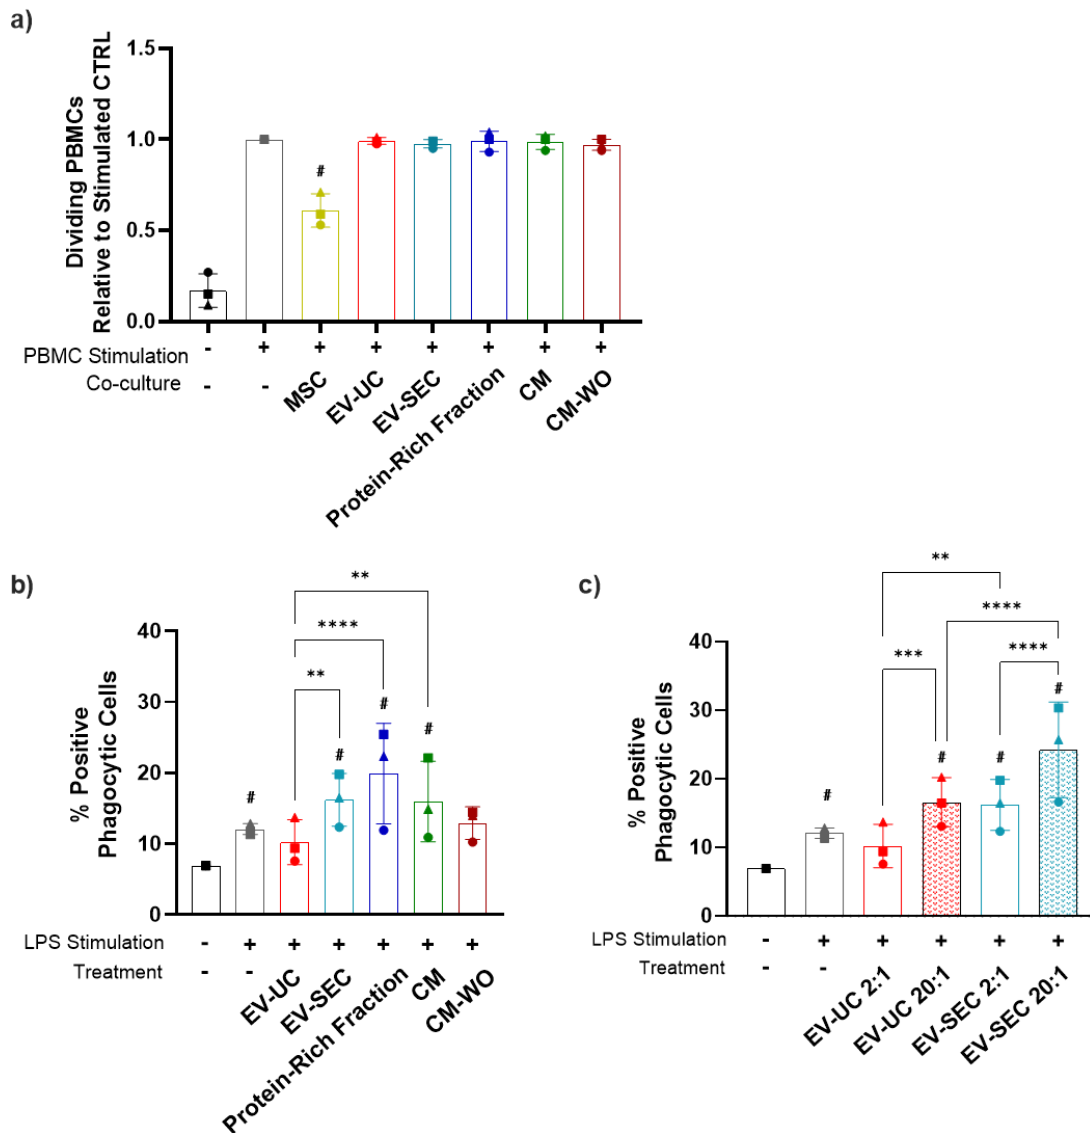 a)
Dividing PBMCs
Relative to Stimulated CTRL
1.5
1.0
0.5
0.0
#
PBMC Stimulation - + + + + + + +
Co-culture - - MSC EV-UC EV-SEC Protein-Rich Fraction CM CM-WO
b)
% Positive
Phagocytic Cells
40
30
20
10
0
**
****
**
# # # #
LPS Stimulation - + + + + + +
Treatment - - EV-UC EV-SEC Protein-Rich Fraction CM CM-WO
c)
% Positive
Phagocytic Cells
40
30
20
10
0
**
****
*** ****
# # # #
LPS Stimulation - + + + + +
Treatment - - EV-UC 2:1 EV-UC 20:1 EV-SEC 2:1 EV-SEC 20:1